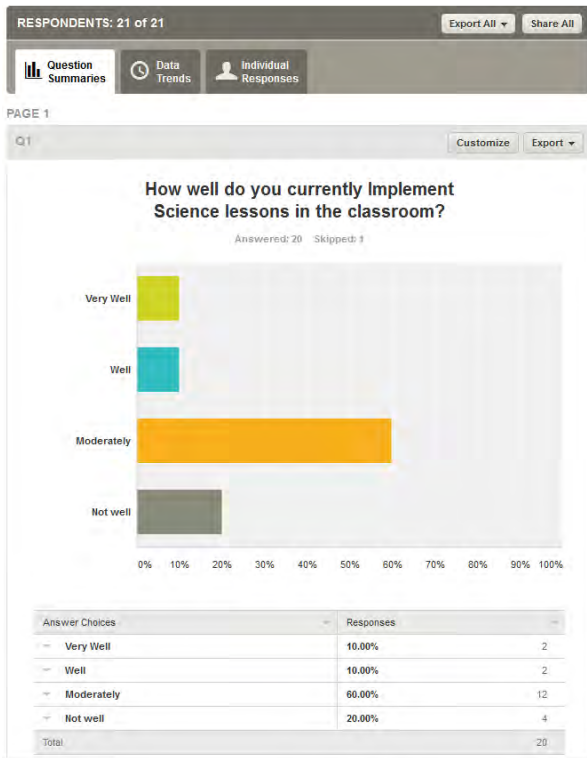 RESPONDENTS: 21 of 21
Export All
Share All
Question
Summaries
Data
Trends
Individual
Responses
PAGE 1
Q1
Customize
Export
How well do you currently Implement
Science lessons in the classroom?
Answered: 20 Skipped: 1
Very Well
Well
Moderately
Not well
0% 10% 20% 30% 40% 50% 60% 70% 80% 90% 100%
Answer Choices Responses
Very Well 10.00% 2
Well 10.00% 2
Moderately 60.00% 12
Not well 20.00% 4
Total 20